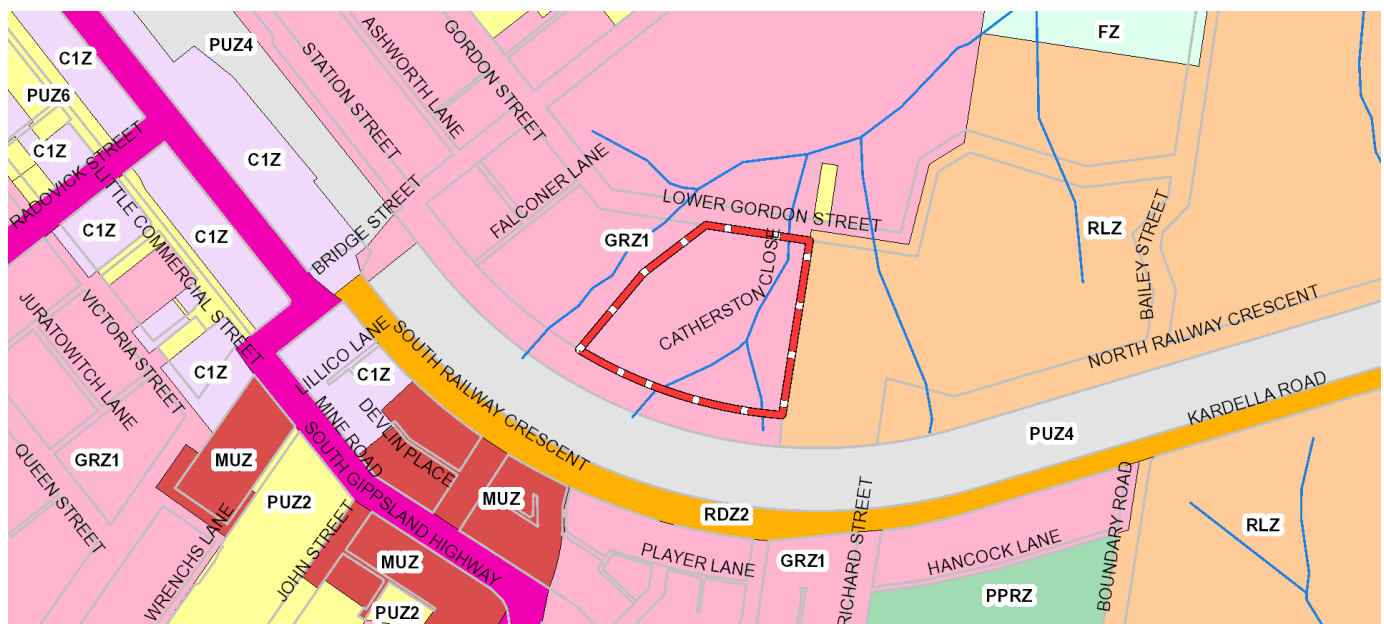 FZ
PUZ4
C1Z
ASHWORTH LANE
GORDON STREET
STATION STREET
PUZ6
C1Z
C1Z
RADOVICK STREET
LITTLE COMMERCIAL STREET
FALCONER LANE
BRIDGE STREET
LOWER GORDON STREET
C1Z
C1Z
GRZ1
RLZ
BAILEY STREET
CATHERSTON CLOSE
VICTORIA STREET
JURATOWITCH LANE
SOUTH RAILWAY CRESCENT
NORTH RAILWAY CRESCENT
LILLICO LANE
C1Z
C1Z
KARDELLA ROAD
DEVLIN PLACE
MINE ROAD
PUZ4
GRZ1
MUZ
QUEEN STREET
SOUTH GIPPSLAND HIGHWAY
PUZ2
MUZ
RDZ2
RLZ
RICHARD STREET
BOUNDARY ROAD
WRENCHS LANE
JOHN STREET
MUZ
PLAYER LANE
GRZ1
HANCOCK LANE
PPRZ
PUZ2